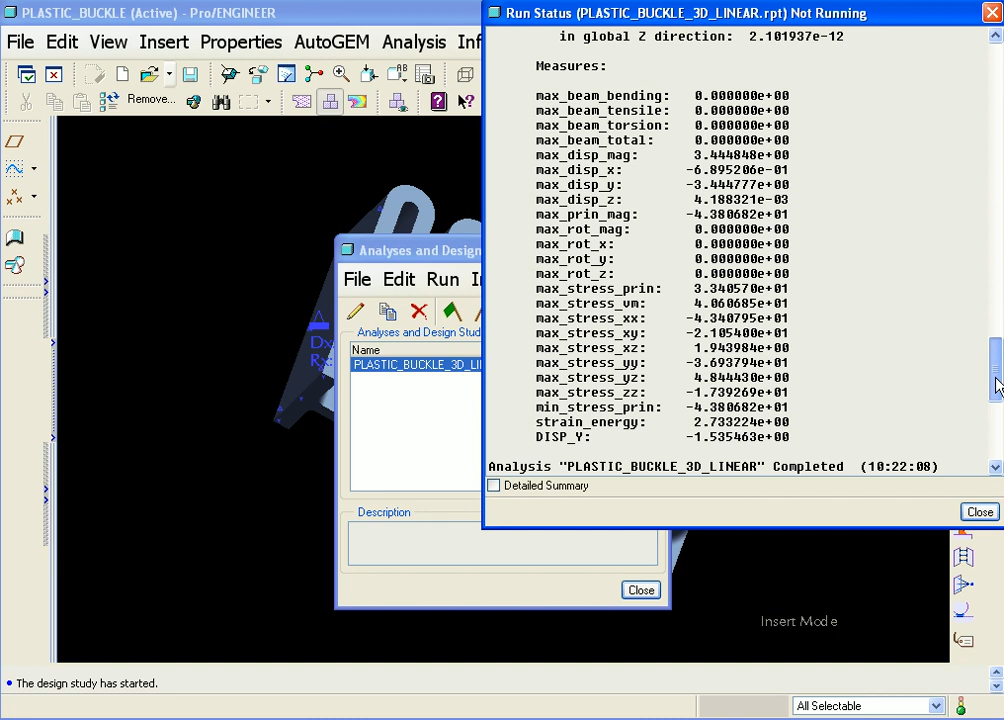 PLASTIC_BUCKLE (Active) - Pro/ENGINEER
File Edit View Insert Properties AutoGEM Analysis Inf
Remove...
Dx
Rx
Analyses and Design
File Edit Run
Analyses and Design Stud
Name
PLASTIC_BUCKLE_3D_LI
Description
Close
Run Status (PLASTIC_BUCKLE_3D_LINEAR.rpt) Not Running
in global Z direction: 2.101937e-12
Measures:
max_beam_bending: 0.000000e+00
max_beam_tensile: 0.000000e+00
max_beam_torsion: 0.000000e+00
max_beam_total: 0.000000e+00
max_disp_mag: 3.444848e+00
max_disp_x: -6.895206e-01
max_disp_y: -3.444777e+00
max_disp_z: 4.188321e-03
max_prin_mag: -4.380682e+01
max_rot_mag: 0.000000e+00
max_rot_x: 0.000000e+00
max_rot_y: 0.000000e+00
max_rot_z: 0.000000e+00
max_stress_prin: 3.340570e+01
max_stress_vm: 4.060685e+01
max_stress_xx: -4.340795e+01
max_stress_xy: -2.105400e+01
max_stress_xz: 1.943984e+01
max_stress_yy: -3.693794e+01
max_stress_yz: 4.844430e+00
max_stress_zz: -1.739269e+01
min_stress_prin: -4.380682e+01
strain_energy: 2.733224e+00
DISP_Y: -1.535463e+00
Analysis "PLASTIC_BUCKLE_3D_LINEAR" Completed (10:22:08)
Detailed Summary
Close
Insert Mode
The design study has started.
All Selectable